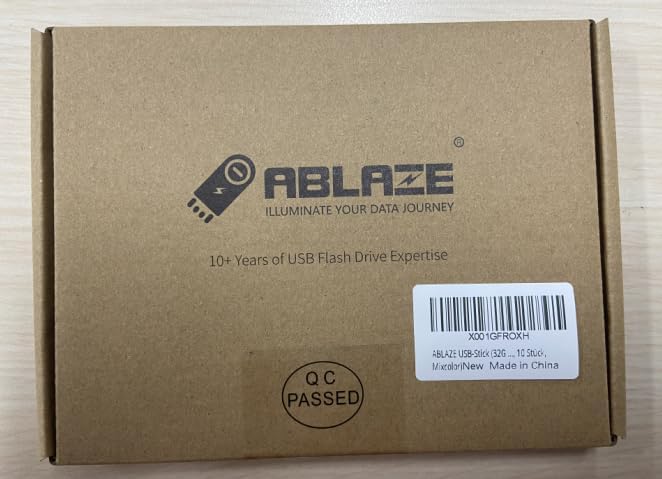 ABLAZE®
ILLUMINATE YOUR DATA JOURNEY
10+ Years of USB Flash Drive Expertise
X001GFROXH
ABLAZE USB-Stick (32G ..., 10 Stück,
Mixcolor)New Made in China
QC
PASSED